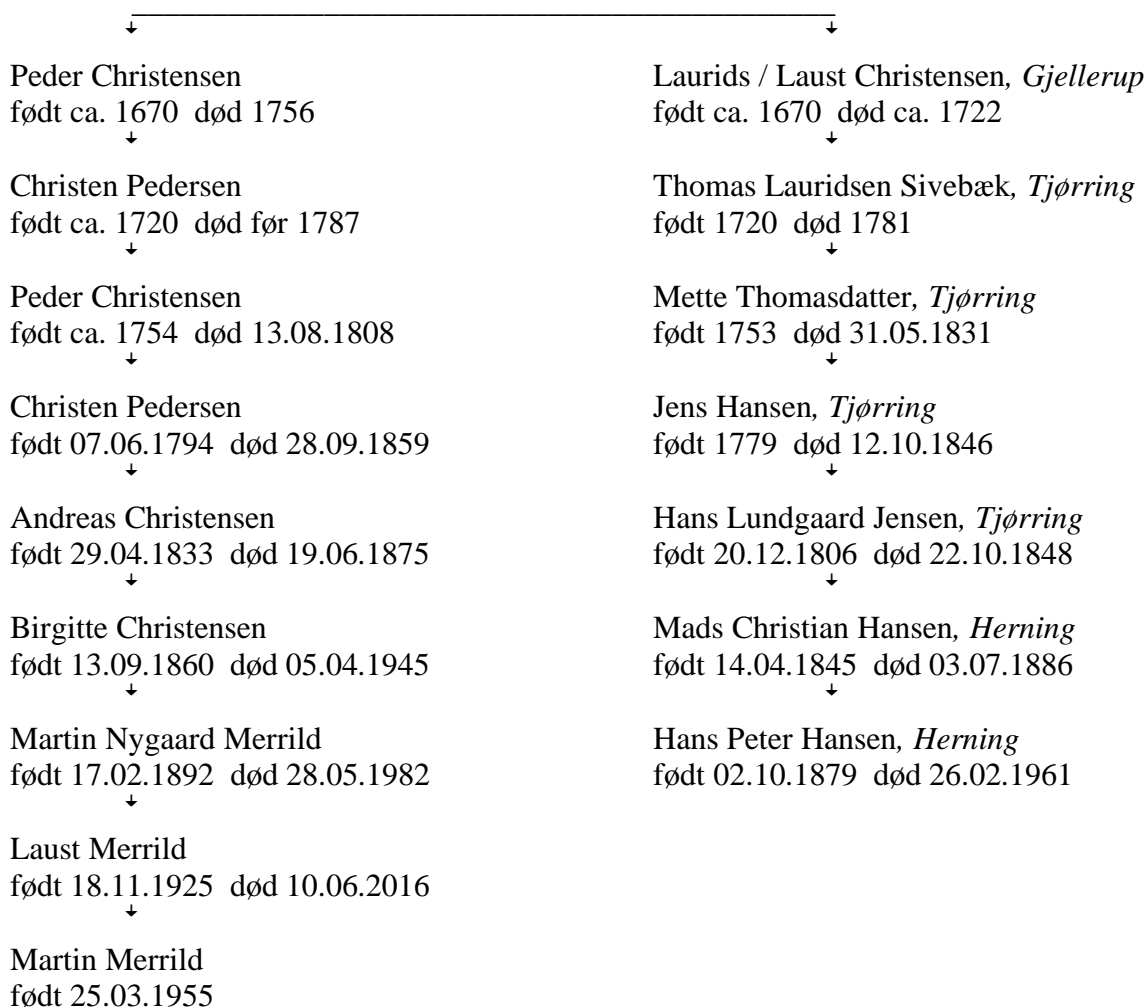 Peder Christensen
født ca. 1670 død 1756
Christen Pedersen
født ca. 1720 død før 1787
Peder Christensen
født ca. 1754 død 13.08.1808
Christen Pedersen
født 07.06.1794 død 28.09.1859
Andreas Christensen
født 29.04.1833 død 19.06.1875
Birgitte Christensen
født 13.09.1860 død 05.04.1945
Martin Nygaard Merrild
født 17.02.1892 død 28.05.1982
Laust Merrild
født 18.11.1925 død 10.06.2016
Martin Merrild
født 25.03.1955
Laurids / Laust Christensen, Gjellerup
født ca. 1670 død ca. 1722
Thomas Lauridsen Sivebæk, Tjørring
født 1720 død 1781
Mette Thomasdatter, Tjørring
født 1753 død 31.05.1831
Jens Hansen, Tjørring
født 1779 død 12.10.1846
Hans Lundgaard Jensen, Tjørring
født 20.12.1806 død 22.10.1848
Mads Christian Hansen, Herning
født 14.04.1845 død 03.07.1886
Hans Peter Hansen, Herning
født 02.10.1879 død 26.02.1961